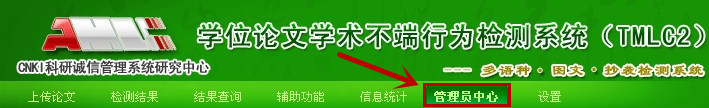 AMLC
学位论文学术不端行为检测系统（TMLC2）
CNKI科研诚信管理系统研究中心
--- 多语种·图文·抄袭检测系统
上传论文 检测结果 结果查询 辅助功能 信息统计 管理员中心 设置